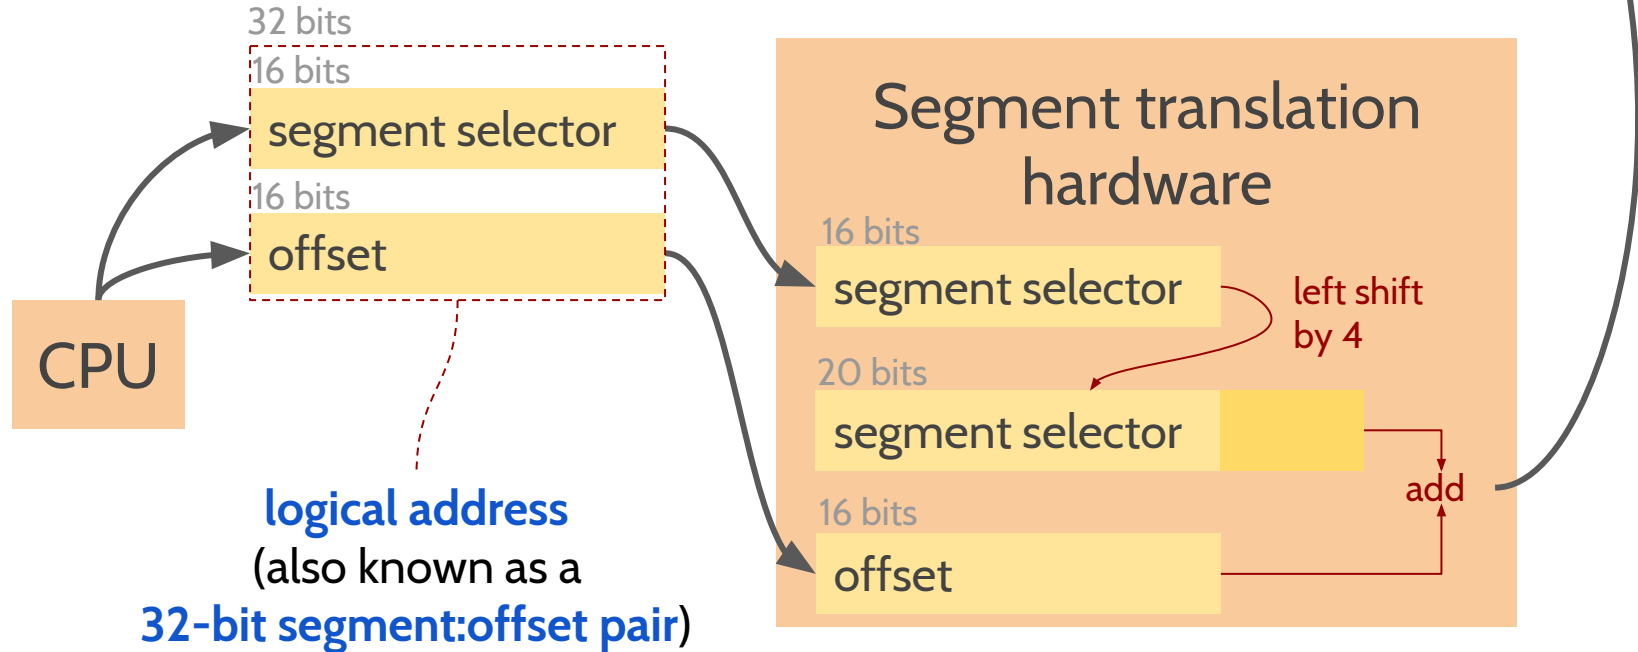 32 bits
16 bits
segment selector
16 bits
offset
CPU
logical address
(also known as a
32-bit segment:offset pair)
Segment translation
hardware
16 bits
segment selector
left shift
by 4
20 bits
segment selector
add
16 bits
offset